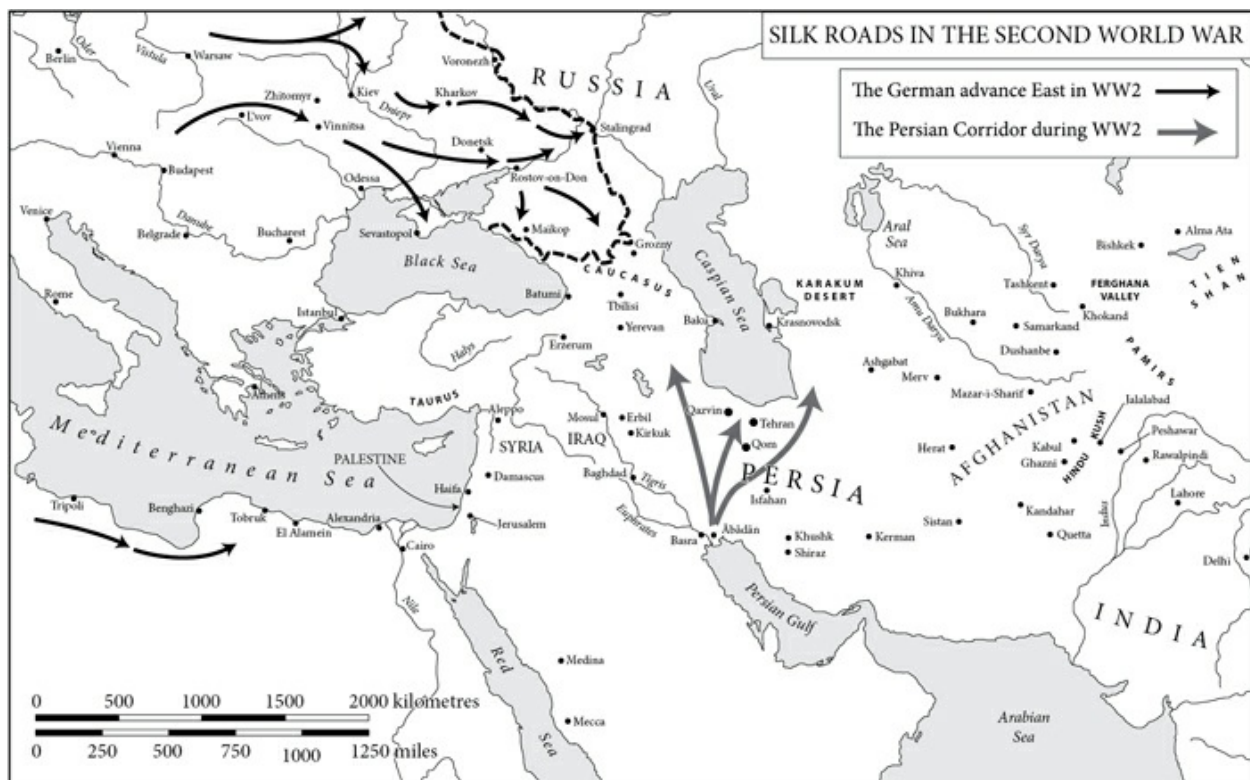 SILK ROADS IN THE SECOND WORLD WAR
The German advance East in WW2
The Persian Corridor during WW2
Berlin
Oder
Vistula
Warsaw
Voronezh
RUSSIA
Ural
Zhitomyr
Kiev
Kharkov
L'vov
Vinnitsa
Dniepr
Stalingrad
Donetsk
Vienna
Budapest
Rostov-on-Don
Odessa
Venice
Danube
Belgrade
Bucharest
Sevastopol
Maikop
Grozny
Aral
Sea
Syr Darya
Bishkek
Alma Ata
TIEN
SHAN
Black Sea
CAUCASUS
Caspian Sea
KARAKUM
DESERT
Khiva
Tashkent
FERGHANA
VALLEY
Rome
Batumi
Tbilisi
Khokand
Istanbul
Baku
Krasnovodsk
Amu Darya
Bukhara
Samarkand
Yerevan
Erzerum
Halys
Dushanbe
PAMIRS
Ashgabat
Merv
Mazar-i-Sharif
Athens
TAURUS
Aleppo
Mosul
Erbil
Kirkuk
Qazvin
Tehran
Qom
Jalalabad
Mediterranean Sea
SYRIA
IRAQ
PERSIA
AFGHANISTAN
Herat
Kabul
Ghazni
HINDU KUSH
Peshawar
Rawalpindi
PALESTINE
Damascus
Baghdad
Tigris
Haifa
Isfahan
Lahore
Tripoli
Benghazi
Tobruk
El Alamein
Alexandria
Jerusalem
Euphrates
Kandahar
Indus
Sistan
Quetta
Cairo
Basra
Ābādān
Khushk
Shiraz
Kerman
Delhi
Nile
Persian Gulf
INDIA
Red
Sea
Medina
Mecca
Arabian
Sea
0 500 1000 1500 2000 kilometres
0 250 500 750 1000 1250 miles